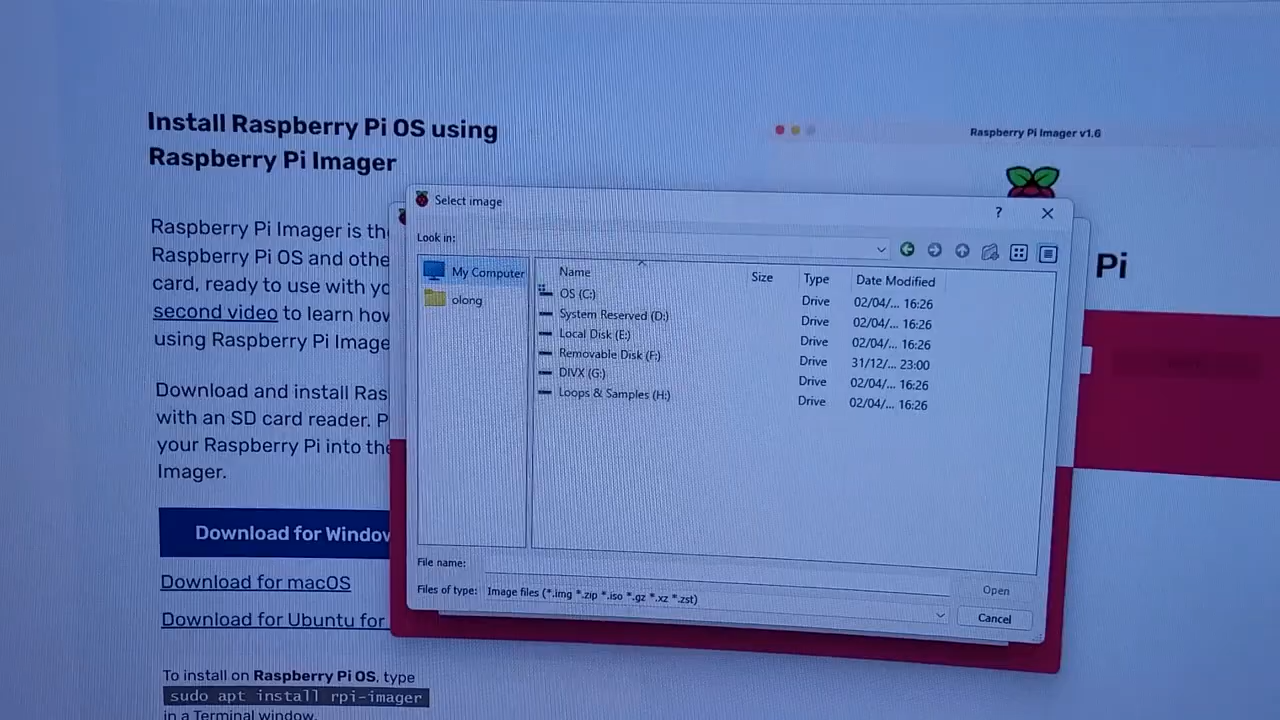 Install Raspberry Pi OS using
Raspberry Pi Imager
Raspberry Pi Imager is the
Raspberry Pi OS and othe
card, ready to use with yo
second video to learn how
using Raspberry Pi Image
Download and install Ras
with an SD card reader. P
your Raspberry Pi into the
Imager.
Download for Window
Download for macOS
Download for Ubuntu for
To install on Raspberry Pi OS, type
sudo apt install rpi-imager
in a Terminal window.
Raspberry Pi Imager v1.6
Pi
Select image
?
Look in:
My Computer
olong
Name Size Type Date Modified
OS (C:) Drive 02/04/... 16:26
System Reserved (D:) Drive 02/04/... 16:26
Local Disk (E:) Drive 02/04/... 16:26
Removable Disk (F:) Drive 31/12/... 23:00
DIVX (G:) Drive 02/04/... 16:26
Loops & Samples (H:) Drive 02/04/... 16:26
File name:
Open
Files of type: Image files (*.img *.zip *.iso *.gz *.xz *.zst)
Cancel